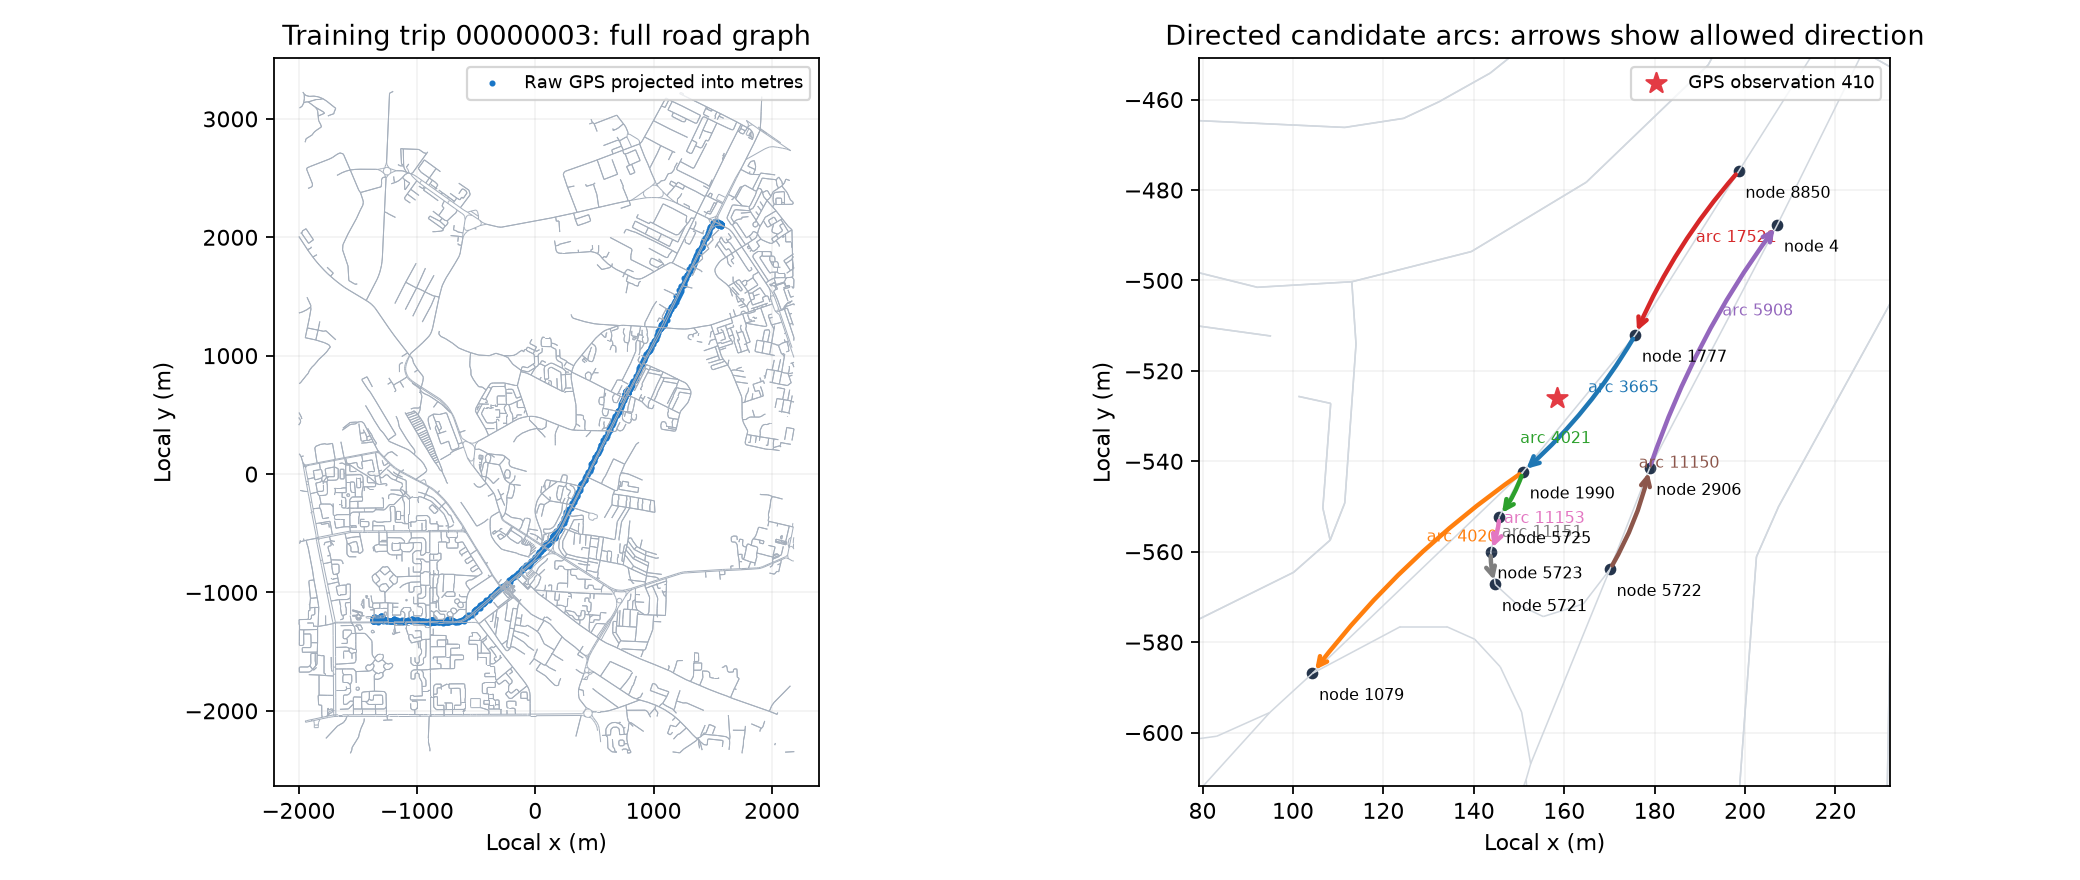 Training trip 00000003: full road graph
Raw GPS projected into metres
3000
2000
1000
0
−1000
−2000
Local y (m)
−2000
−1000
0
1000
2000
Local x (m)
Directed candidate arcs: arrows show allowed direction
GPS observation 410
−460
−480
−500
−520
−540
−560
−580
−600
Local y (m)
node 8850
arc 17521
node 4
arc 5908
node 1777
arc 3665
arc 4021
arc 11150
node 2906
node 1990
arc 11153
arc 11151
arc 4020
node 5725
node 5723
node 5722
node 5721
node 1079
80
100
120
140
160
180
200
220
Local x (m)